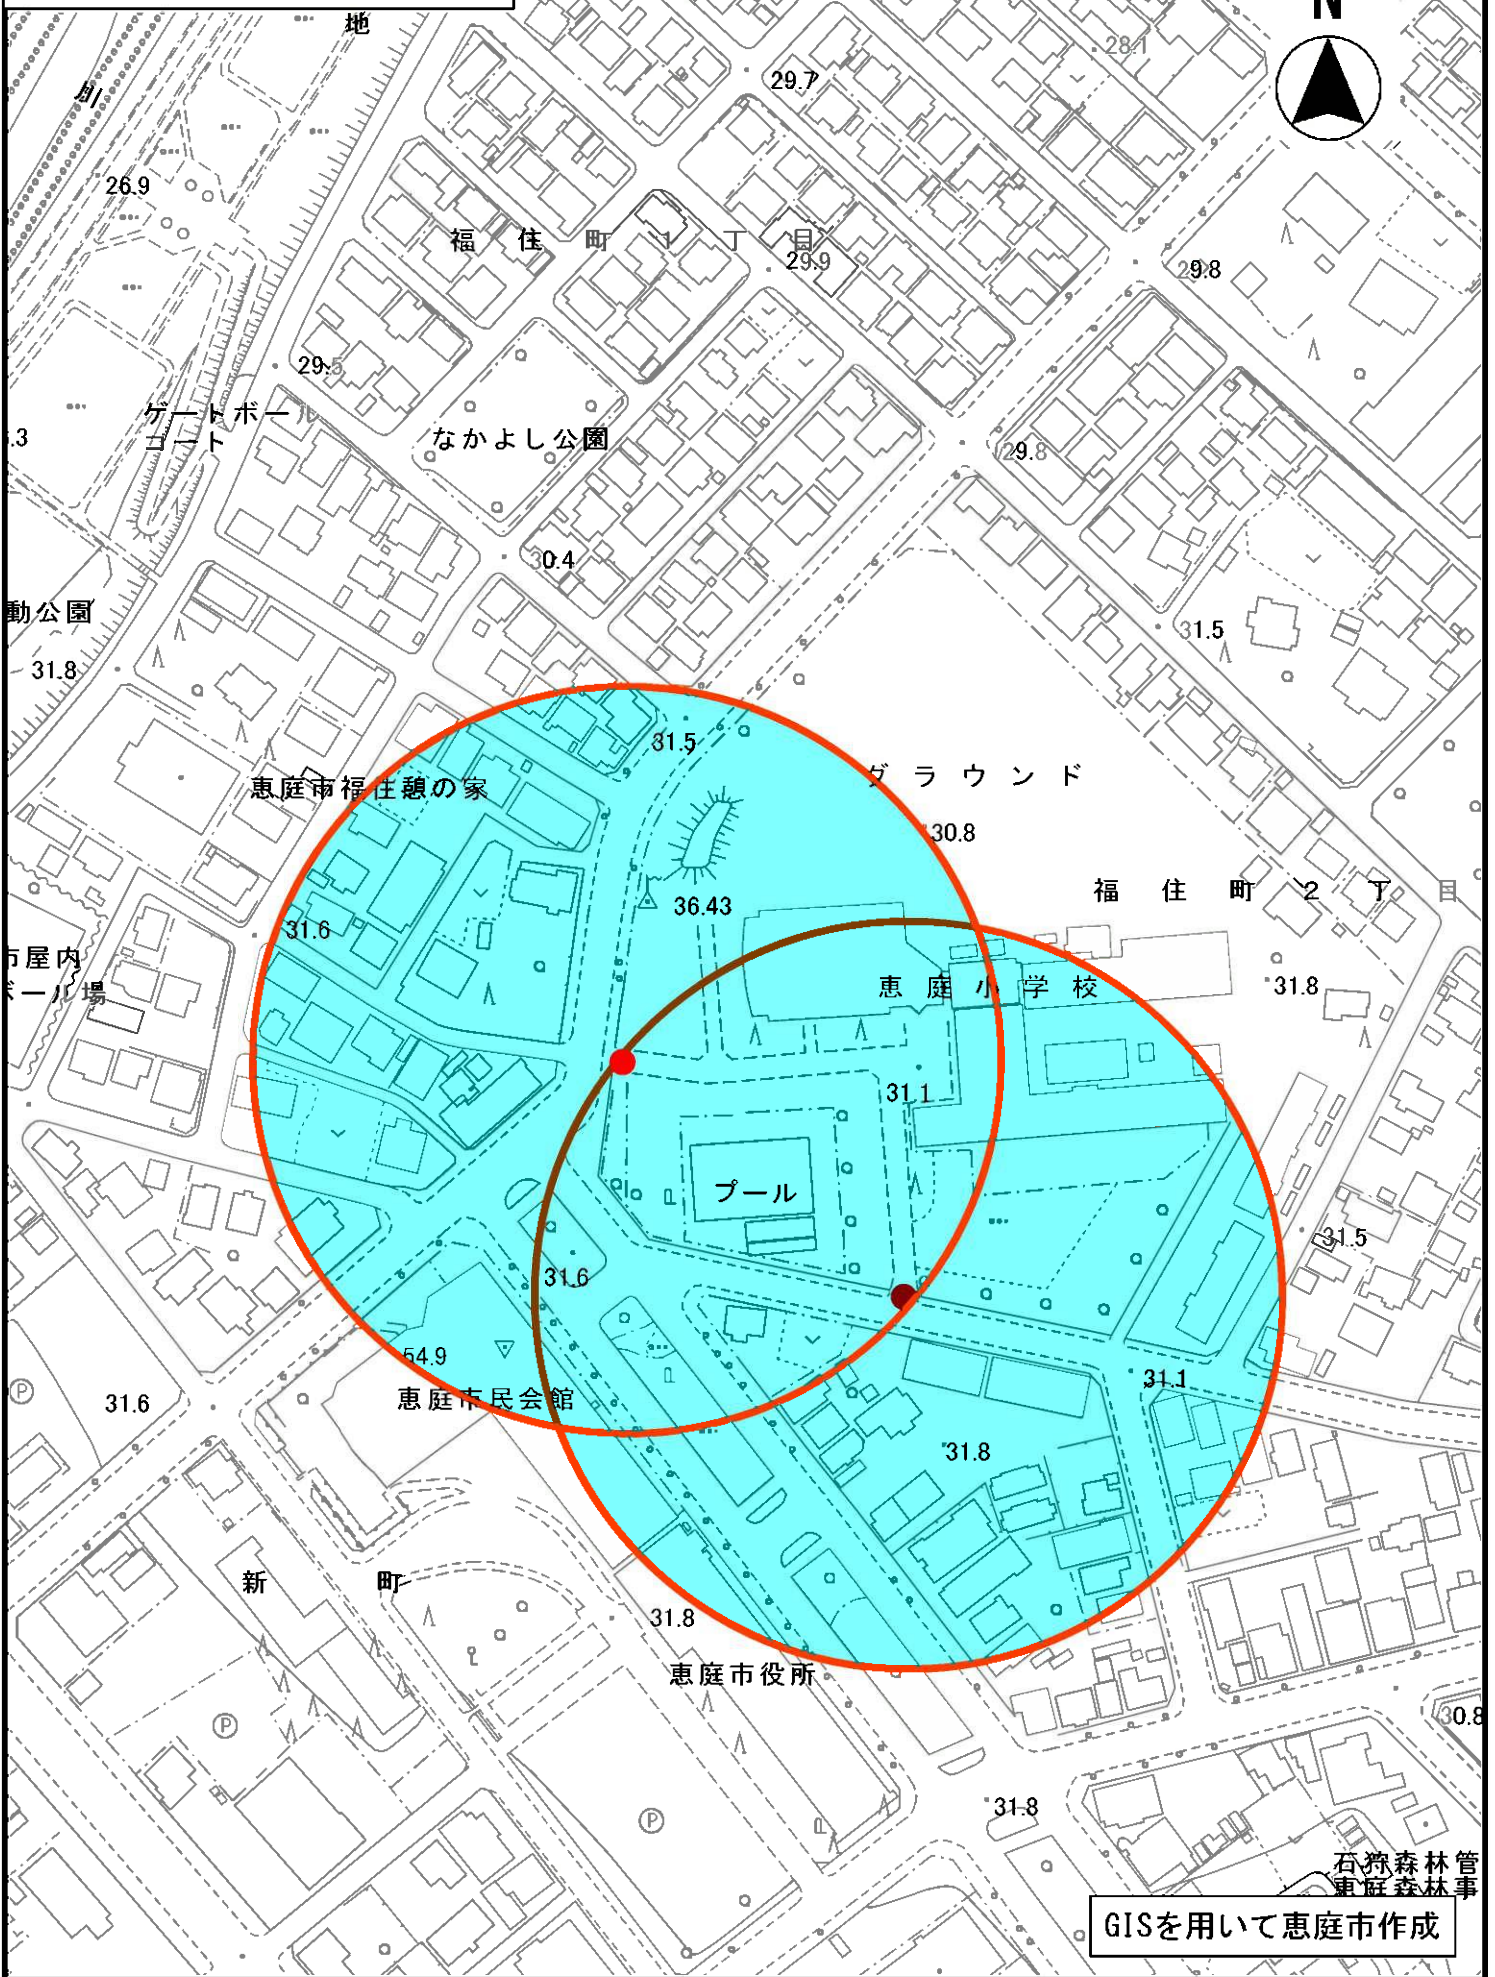 N
地
川
28.1
29.7
26.9
福住町1丁目
29.9
29.8
29.5
ゲートボール
コート
.3
なかよし公園
29.8
30.4
動公園
31.5
31.8
31.5
グラウンド
恵庭市福住憩の家
30.8
福住町2丁目
36.43
31.6
市屋内
ボール場
恵庭小学校
31.8
31.1
プール
31.5
31.6
54.9
31.1
恵庭市民会館
31.6
P
31.8
新町
31.8
恵庭市役所
P
30.8
31.8
P
石狩森林管
恵庭森林事
GISを用いて恵庭市作成